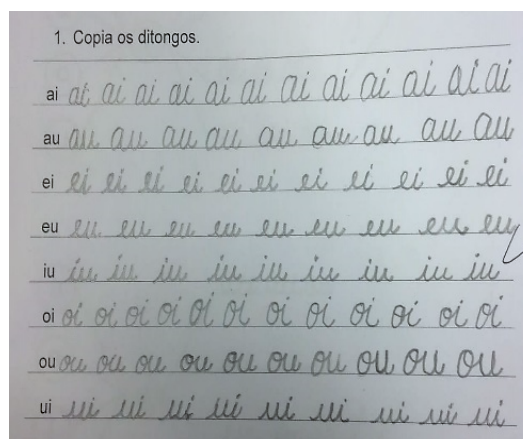 1. Copia os ditongos.
ai ai ai ai ai ai ai ai ai ai ai ai ai
au au au au au au au au au au
ei ei ei ei ei ei ei ei ei ei ei ei
eu eu eu eu eu eu eu eu eu eu
iu iu iu iu iu iu iu iu iu iu
oi oi oi oi oi oi oi oi oi oi oi oi
ou ou ou ou ou ou ou ou ou ou
ui ui ui ui ui ui ui ui ui ui